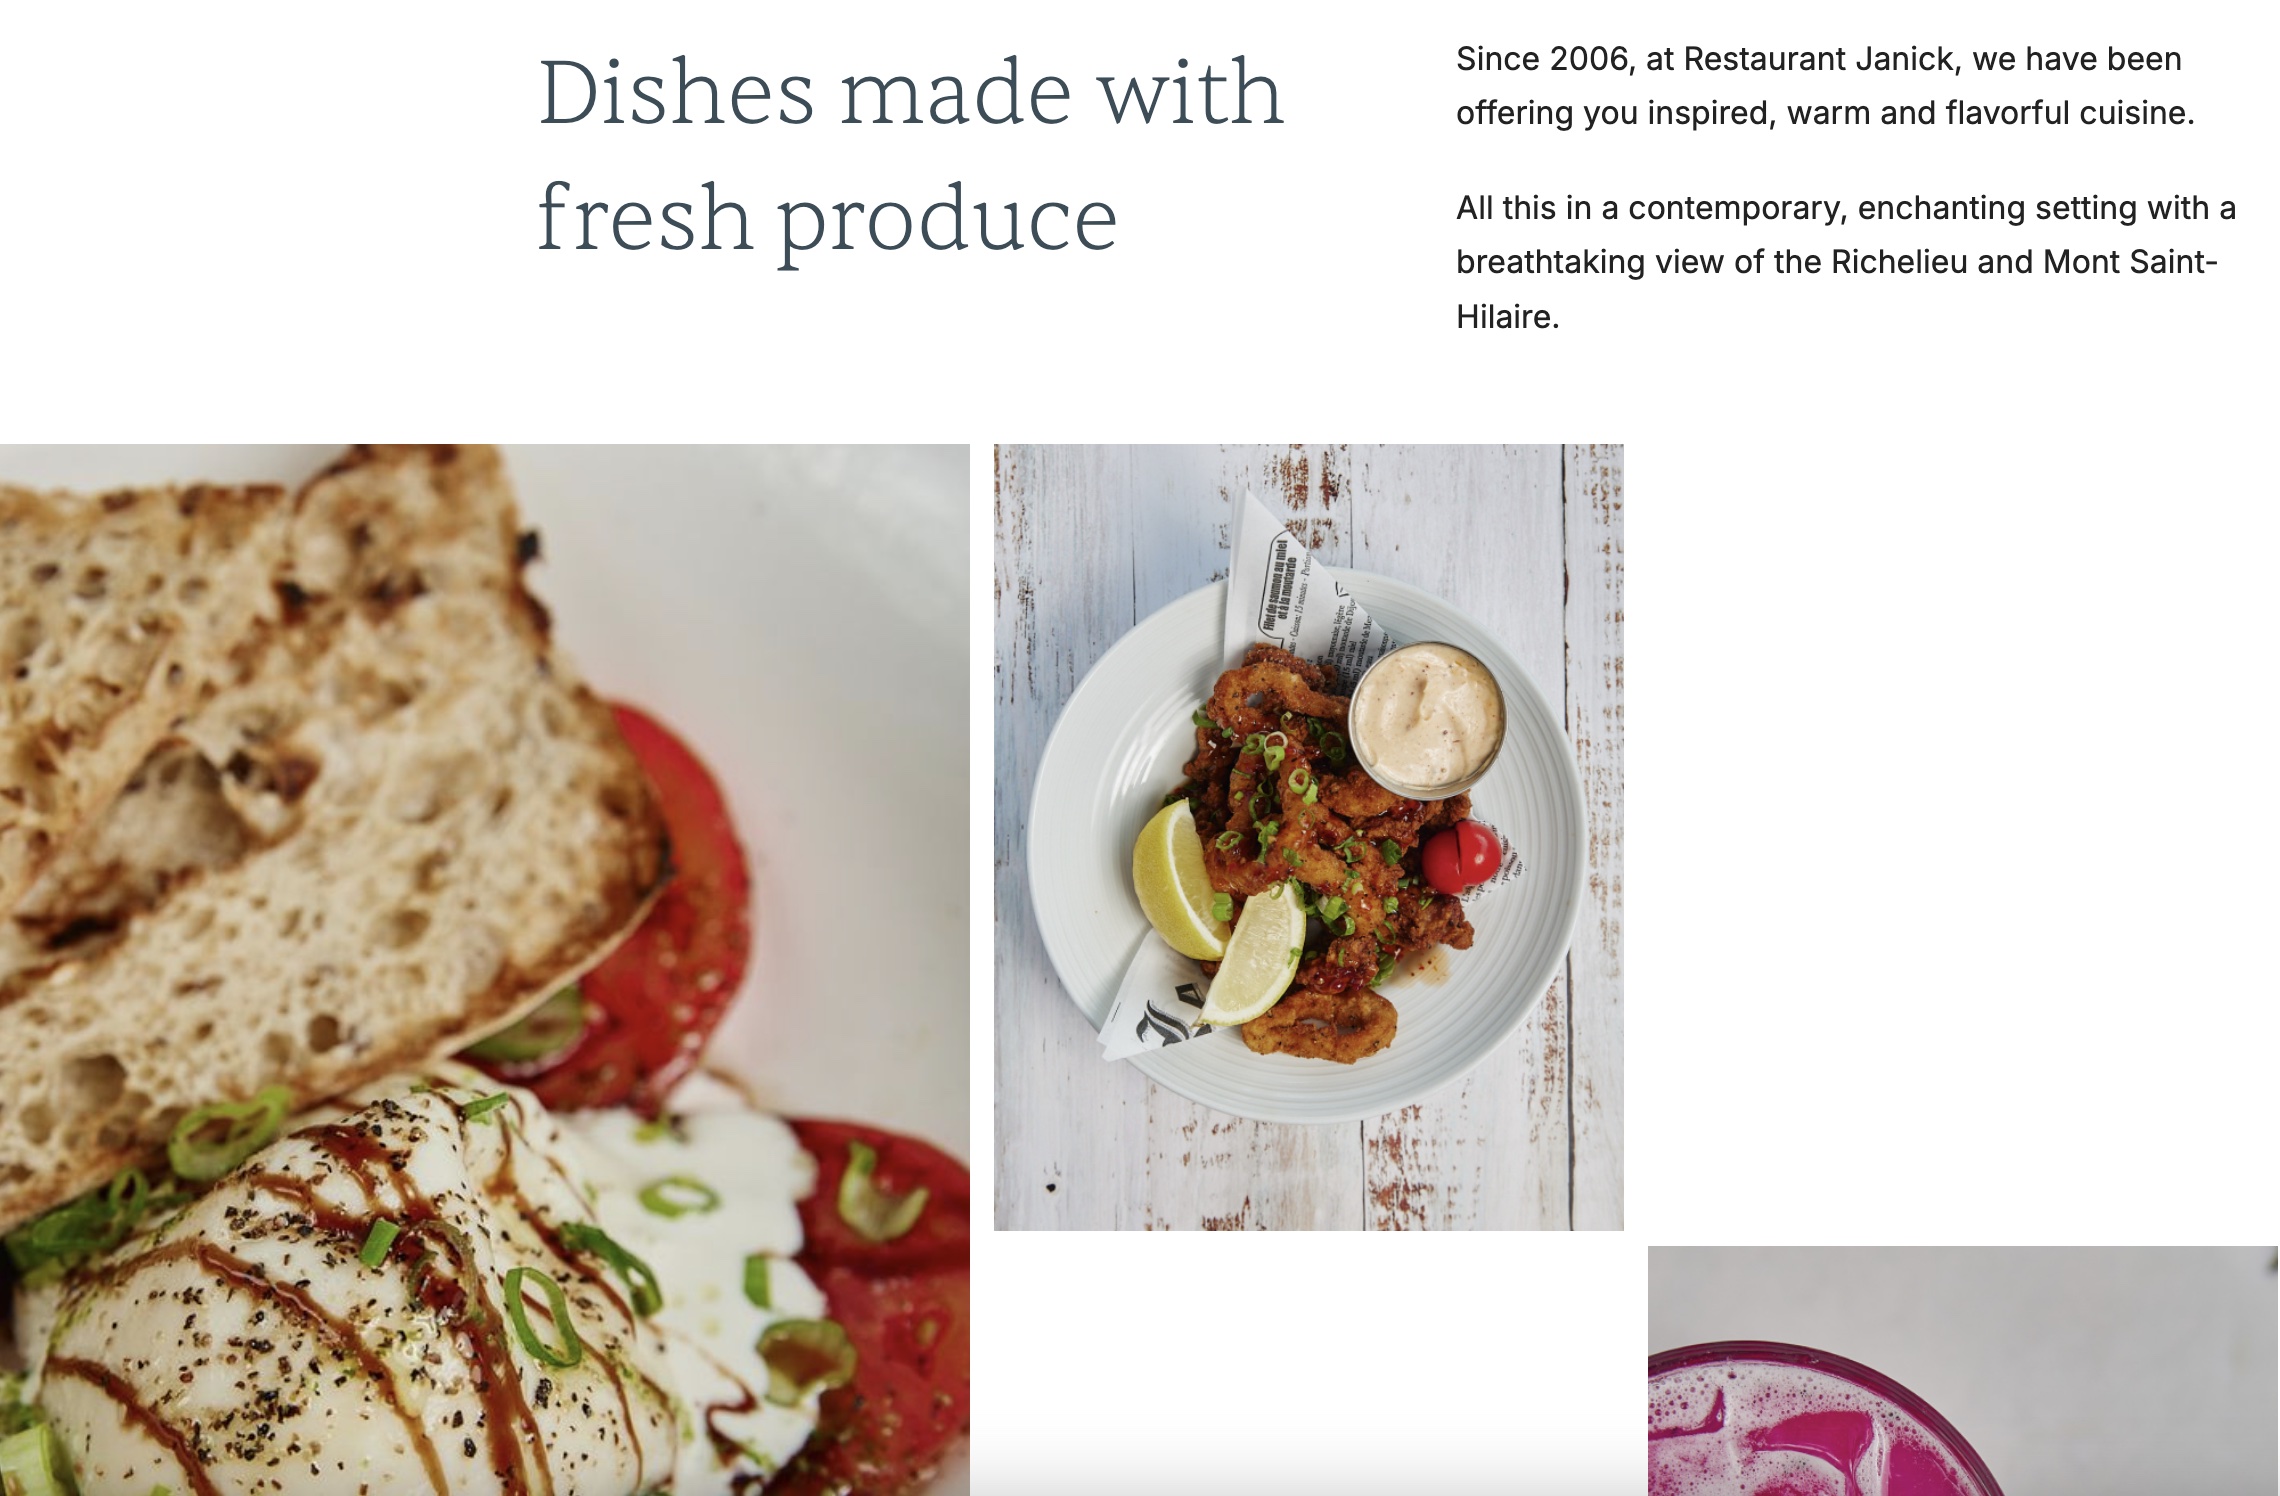 Dishes made with
fresh produce
Since 2006, at Restaurant Janick, we have been
offering you inspired, warm and flavorful cuisine.
All this in a contemporary, enchanting setting with a
breathtaking view of the Richelieu and Mont Saint-
Hilaire.
Filet de saumon au miel
et à la moutarde